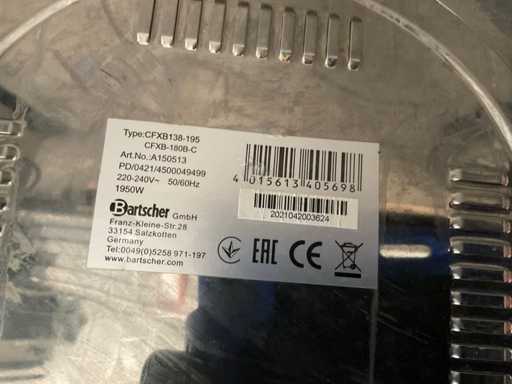 Type:CFXB138-195
CFXB-180B-C
Art.No.:A150513
PD/0421/4500049499
220-240V~ 50/60Hz
1950W
Bartscher GmbH
Franz-Kleine-Str.28
33154 Salzkotten
Germany
Tel:0049(0)5258 971-197
www.bartscher.com
4 015613 405698
2021042003624
EAC CE